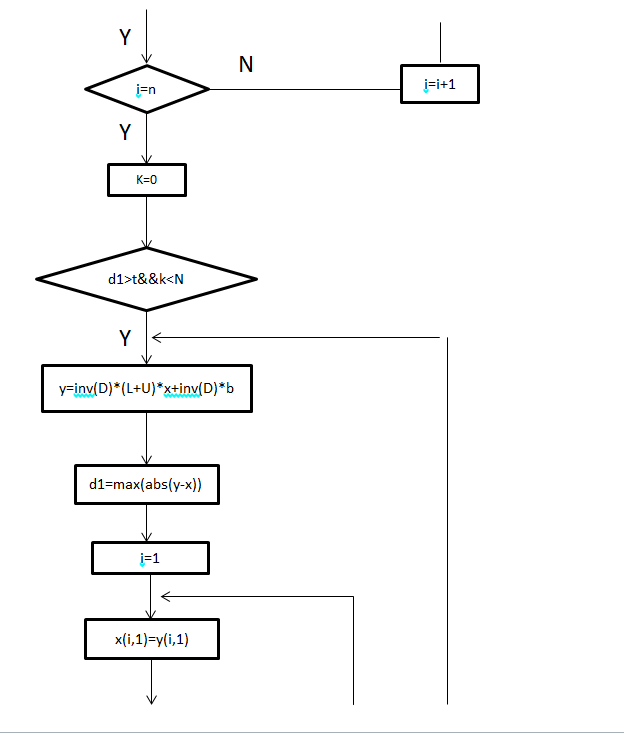 Y
N
i=n
i=i+1
Y
K=0
d1>t&&k<N
Y
y=inv(D)*(L+U)*x+inv(D)*b
d1=max(abs(y-x))
i=1
x(i,1)=y(i,1)